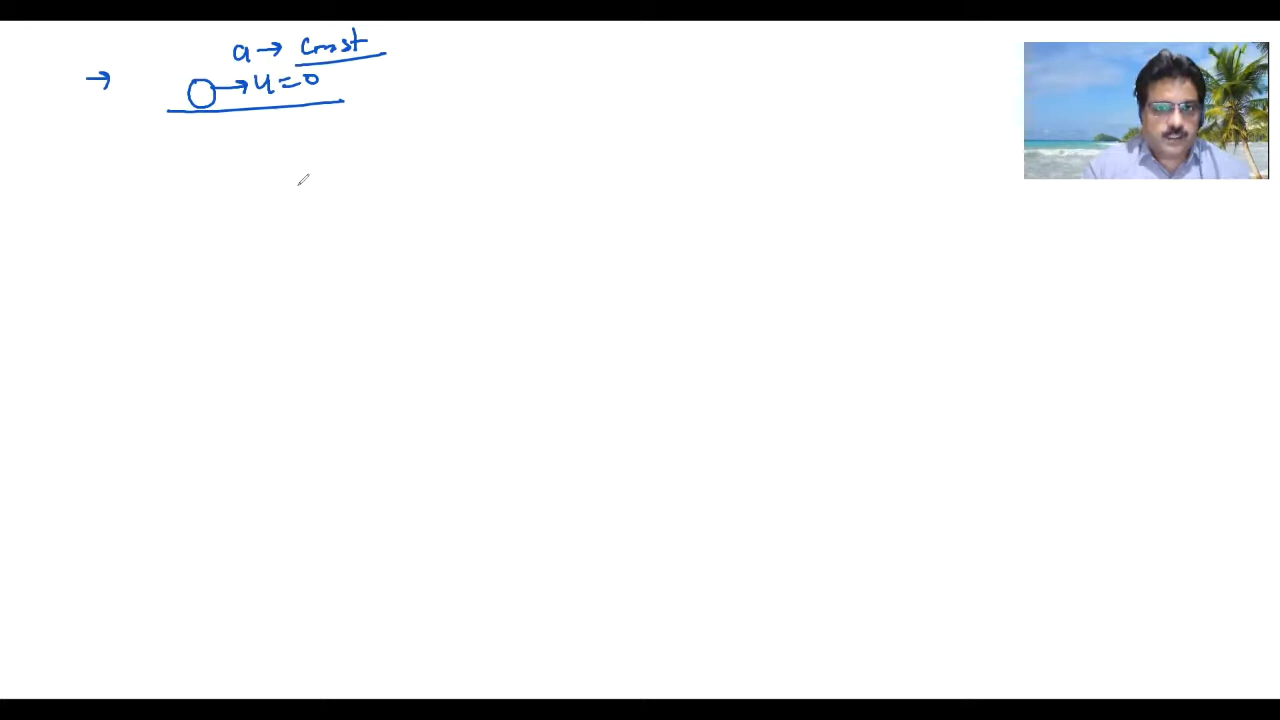 a → const
→ → u=0